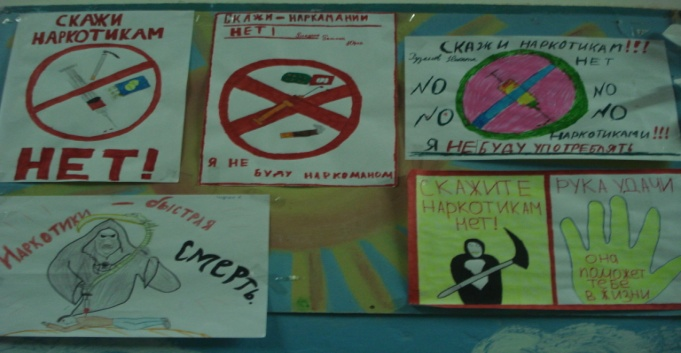 СКАЖИ
НАРКОТИКАМ
НЕТ!
СКАЖИ-НАРКОМАНИИ
НЕТ!
Я НЕ
БУДУ НАРКОМАНОМ
СКАЖИ НАРКОТИКАМ!!!
НЕТ
NO
NO
NO
NO
НАРКОТИКАМИ!!!
Я НЕ БУДУ УПОТРЕБЛЯТЬ
НАРКОТИКИ - БЫСТРАЯ
СМЕРТЬ.
СКАЖИТЕ
НАРКОТИКАМ
НЕТ!
РУКА УДАЧИ
она
поможет
тебе
в жизни